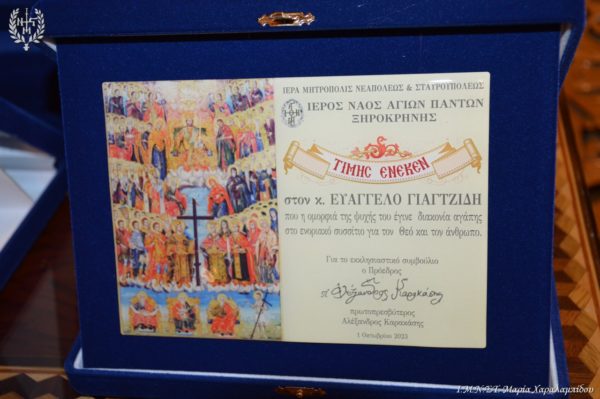 ΙΕΡΑ ΜΗΤΡΟΠΟΛΙΣ ΝΕΑΠΟΛΕΩΣ & ΣΤΑΥΡΟΥΠΟΛΕΩΣ
ΙΕΡΟΣ ΝΑΟΣ ΑΓΙΩΝ ΠΑΝΤΩΝ
ΞΗΡΟΚΡΗΝΗΣ
ΤΙΜΗΣ ΕΝΕΚΕΝ
στον κ. ΕΥΑΓΓΕΛΟ ΓΙΑΓΤΖΙΔΗ
που η ομορφιά της ψυχής του έγινε διακονία αγάπης
στο ενοριακό συσσίτιο για τον Θεό και τον άνθρωπο.
Για το εκκλησιαστικό συμβούλιο
ο Πρόεδρος
π. Αλέξανδρος Καρακάσης
πρωτοπρεσβύτερος
Αλέξανδρος Καρακάσης
1 Οκτωβρίου 2023
Ι.Μ.Ν.Σ.Τ. Μαρία Χαραλαμπίδου